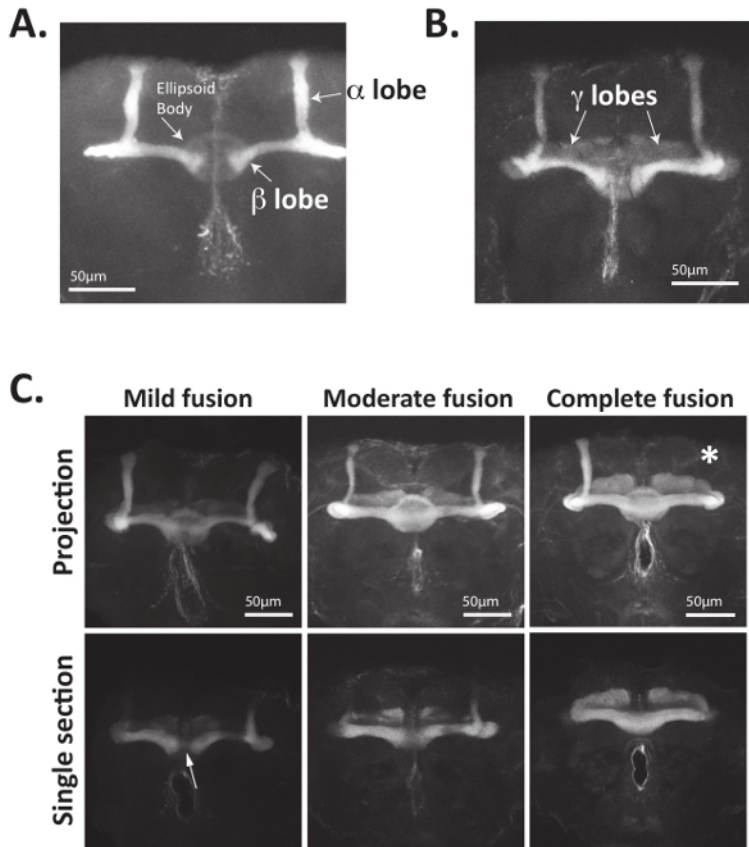 A.
Ellipsoid
Body
α lobe
β lobe
50μm
B.
γ lobes
50μm
C.
Mild fusion
Moderate fusion
Complete fusion
Projection
*
50μm
50μm
50μm
Single section